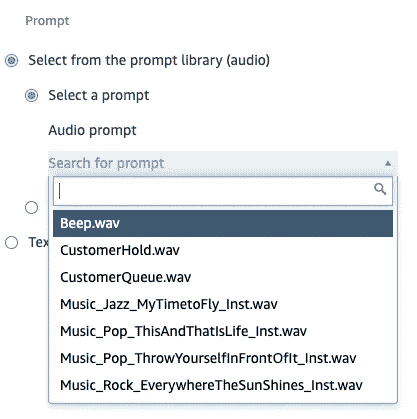 Prompt
Select from the prompt library (audio)
Select a prompt
Audio prompt
Search for prompt
Beep.wav
Tex
CustomerHold.wav
CustomerQueue.wav
Music_Jazz_MyTimetoFly_Inst.wav
Music_Pop_ThisAndThatIsLife_Inst.wav
Music_Pop_ThrowYourselfInFrontOfIt_Inst.wav
Music_Rock_EverywhereTheSunShines_Inst.wav